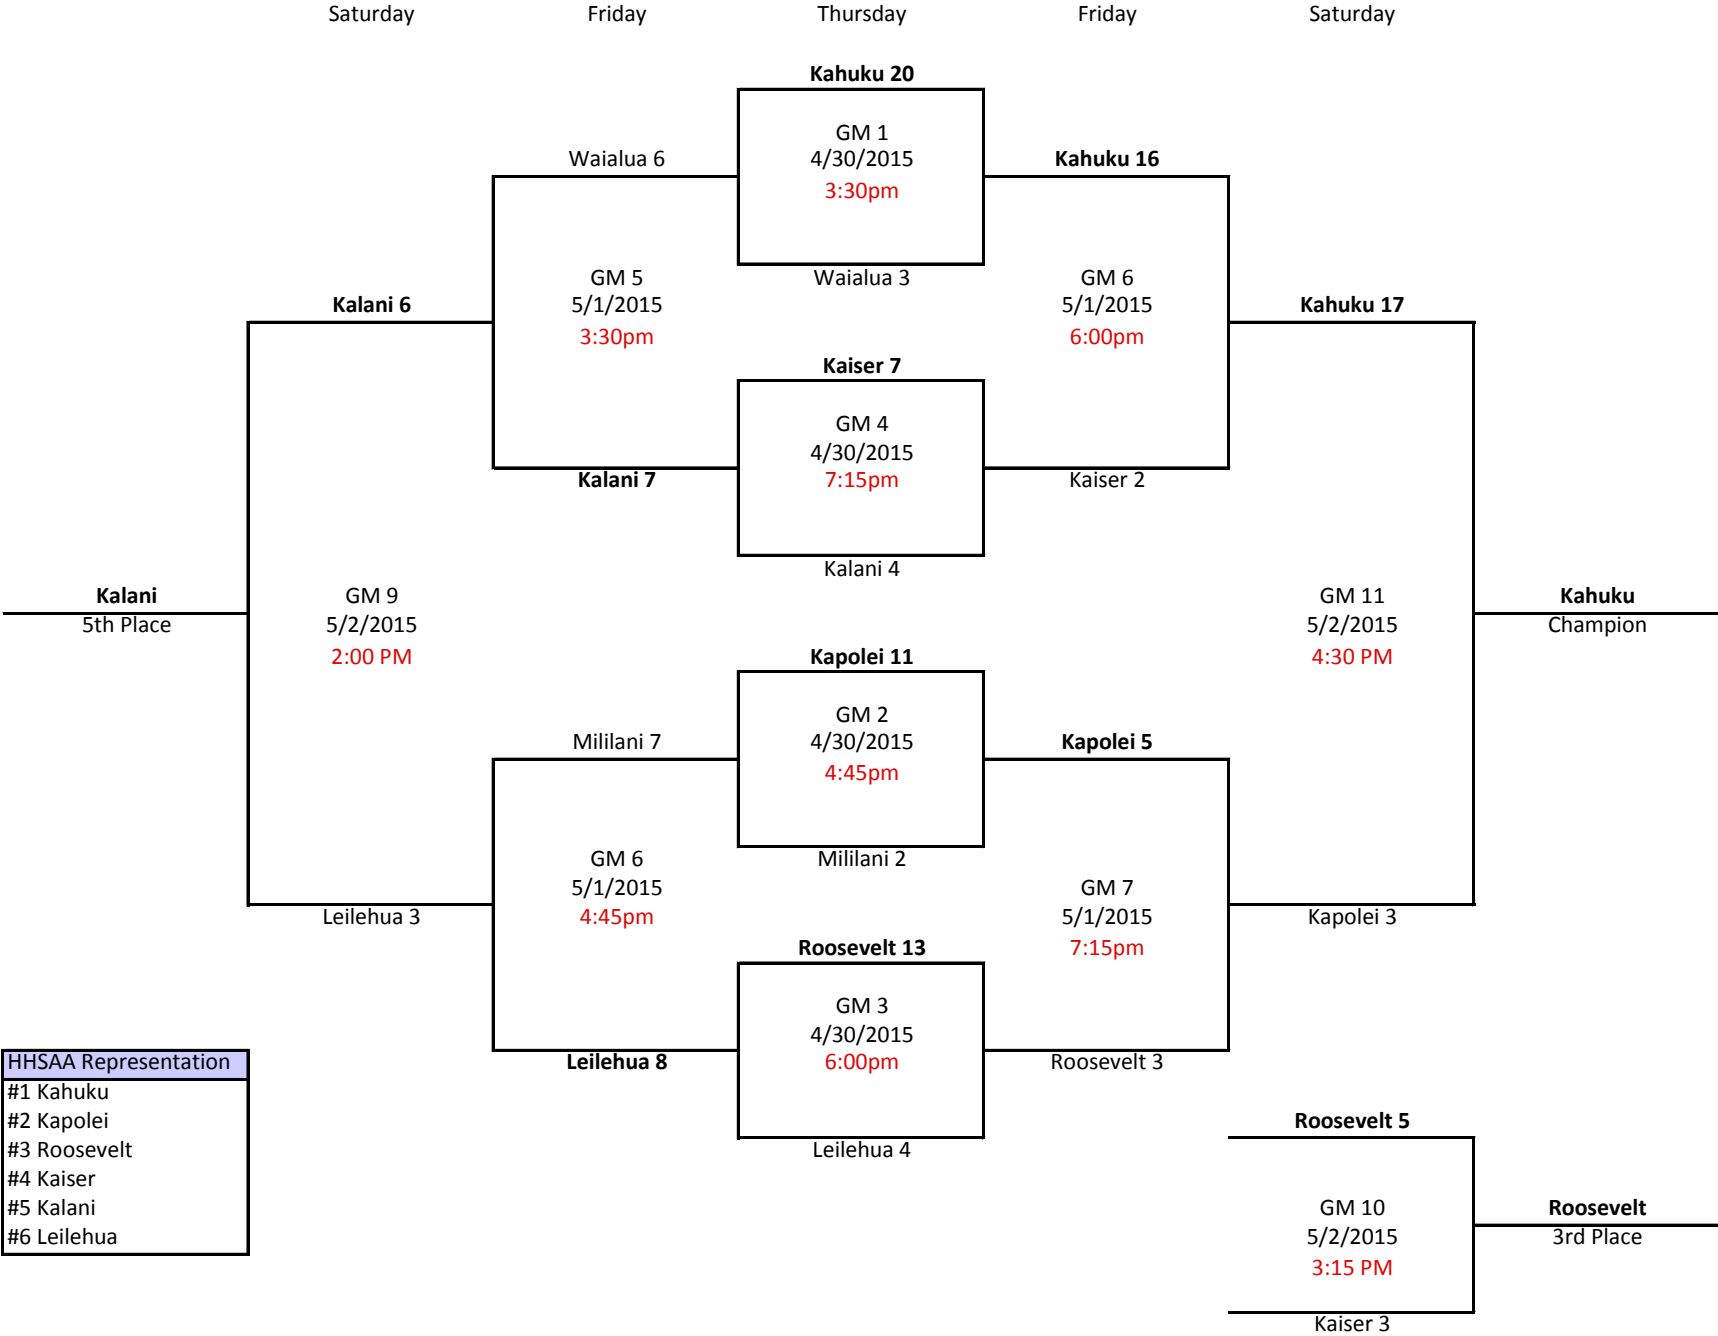 Saturday
Friday
Thursday
Friday
Saturday
Kahuku 20
GM 1
4/30/2015
3:30pm
Waialua 3
Waialua 6
GM 5
5/1/2015
3:30pm
Kalani 7
Kahuku 16
GM 6
5/1/2015
6:00pm
Kaiser 2
Kalani 6
Kahuku 17
Kaiser 7
GM 4
4/30/2015
7:15pm
Kalani 4
Kalani
5th Place
GM 9
5/2/2015
2:00 PM
GM 11
5/2/2015
4:30 PM
Kahuku
Champion
Kapolei 11
GM 2
4/30/2015
4:45pm
Mililani 2
Mililani 7
GM 6
5/1/2015
4:45pm
Leilehua 8
Kapolei 5
GM 7
5/1/2015
7:15pm
Roosevelt 3
Leilehua 3
Kapolei 3
Roosevelt 13
GM 3
4/30/2015
6:00pm
Leilehua 4
HHSAA Representation
#1 Kahuku
#2 Kapolei
#3 Roosevelt
#4 Kaiser
#5 Kalani
#6 Leilehua
Roosevelt 5
GM 10
5/2/2015
3:15 PM
Kaiser 3
Roosevelt
3rd Place